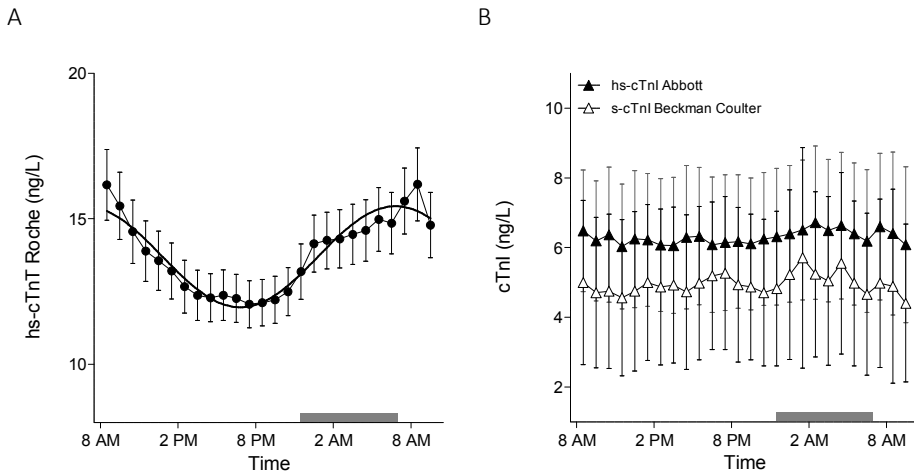 A
hs-cTnT Roche (ng/L)
20
15
10
8 AM 2 PM 8 PM 2 AM 8 AM
Time
B
hs-cTnI Abbott
s-cTnI Beckman Coulter
cTnI (ng/L)
10
8
6
4
2
8 AM 2 PM 8 PM 2 AM 8 AM
Time